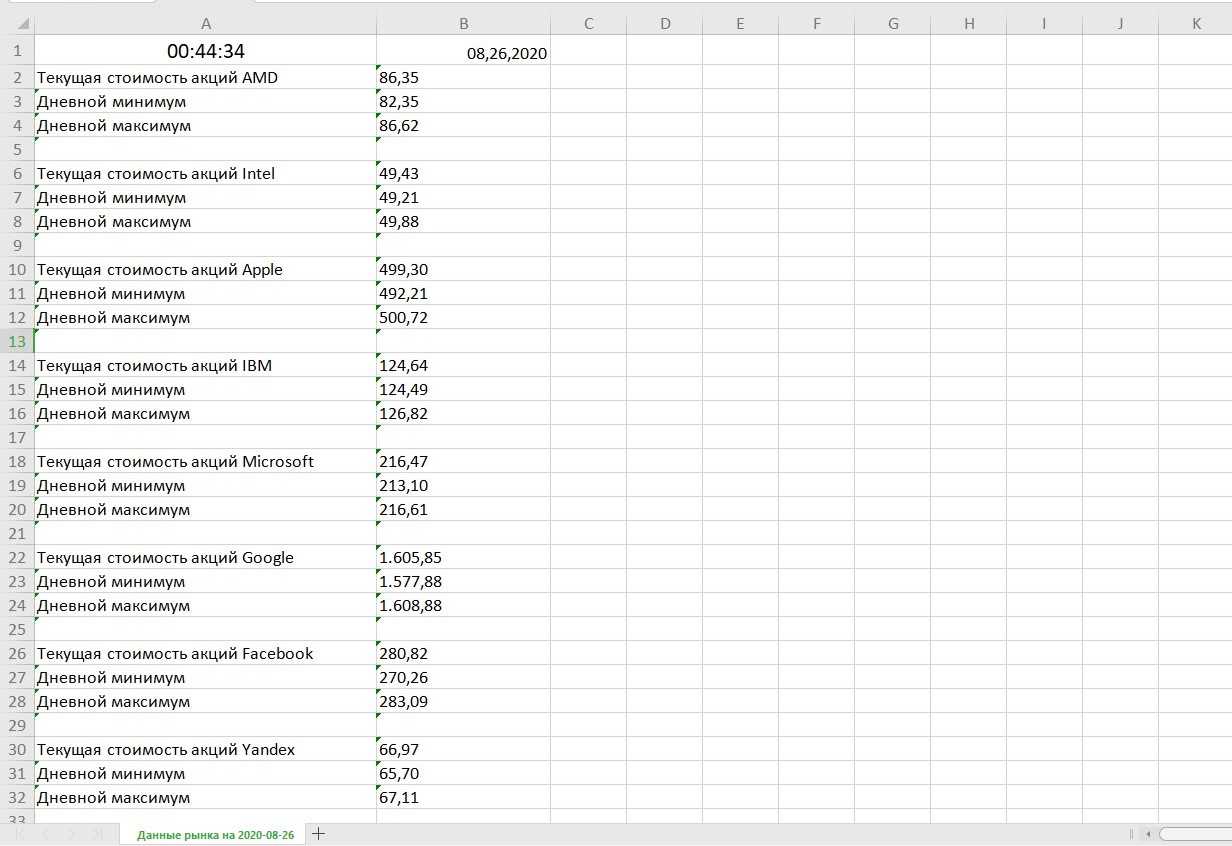 A B C D E F G H I J K
1 00:44:34 08,26,2020
2 Текущая стоимость акций AMD 86,35
3 Дневной минимум 82,35
4 Дневной максимум 86,62
5
6 Текущая стоимость акций Intel 49,43
7 Дневной минимум 49,21
8 Дневной максимум 49,88
9
10 Текущая стоимость акций Apple 499,30
11 Дневной минимум 492,21
12 Дневной максимум 500,72
13
14 Текущая стоимость акций IBM 124,64
15 Дневной минимум 124,49
16 Дневной максимум 126,82
17
18 Текущая стоимость акций Microsoft 216,47
19 Дневной минимум 213,10
20 Дневной максимум 216,61
21
22 Текущая стоимость акций Google 1.605,85
23 Дневной минимум 1.577,88
24 Дневной максимум 1.608,88
25
26 Текущая стоимость акций Facebook 280,82
27 Дневной минимум 270,26
28 Дневной максимум 283,09
29
30 Текущая стоимость акций Yandex 66,97
31 Дневной минимум 65,70
32 Дневной максимум 67,11
33
Данные рынка на 2020-08-26